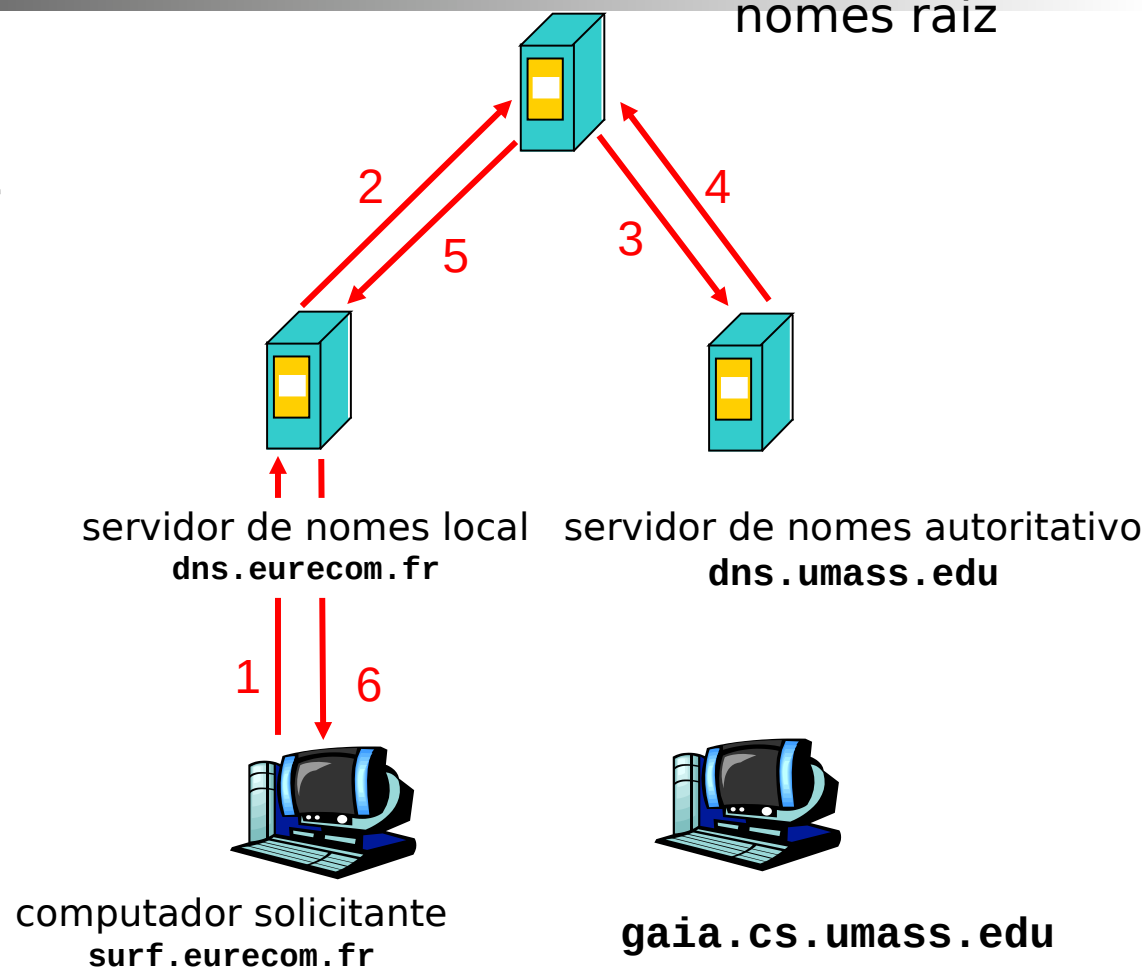 nomes raiz
2
4
3
5
servidor de nomes local
dns.eurecom.fr
servidor de nomes autoritativo
dns.umass.edu
1
6
computador solicitante
surf.eurecom.fr
gaia.cs.umass.edu